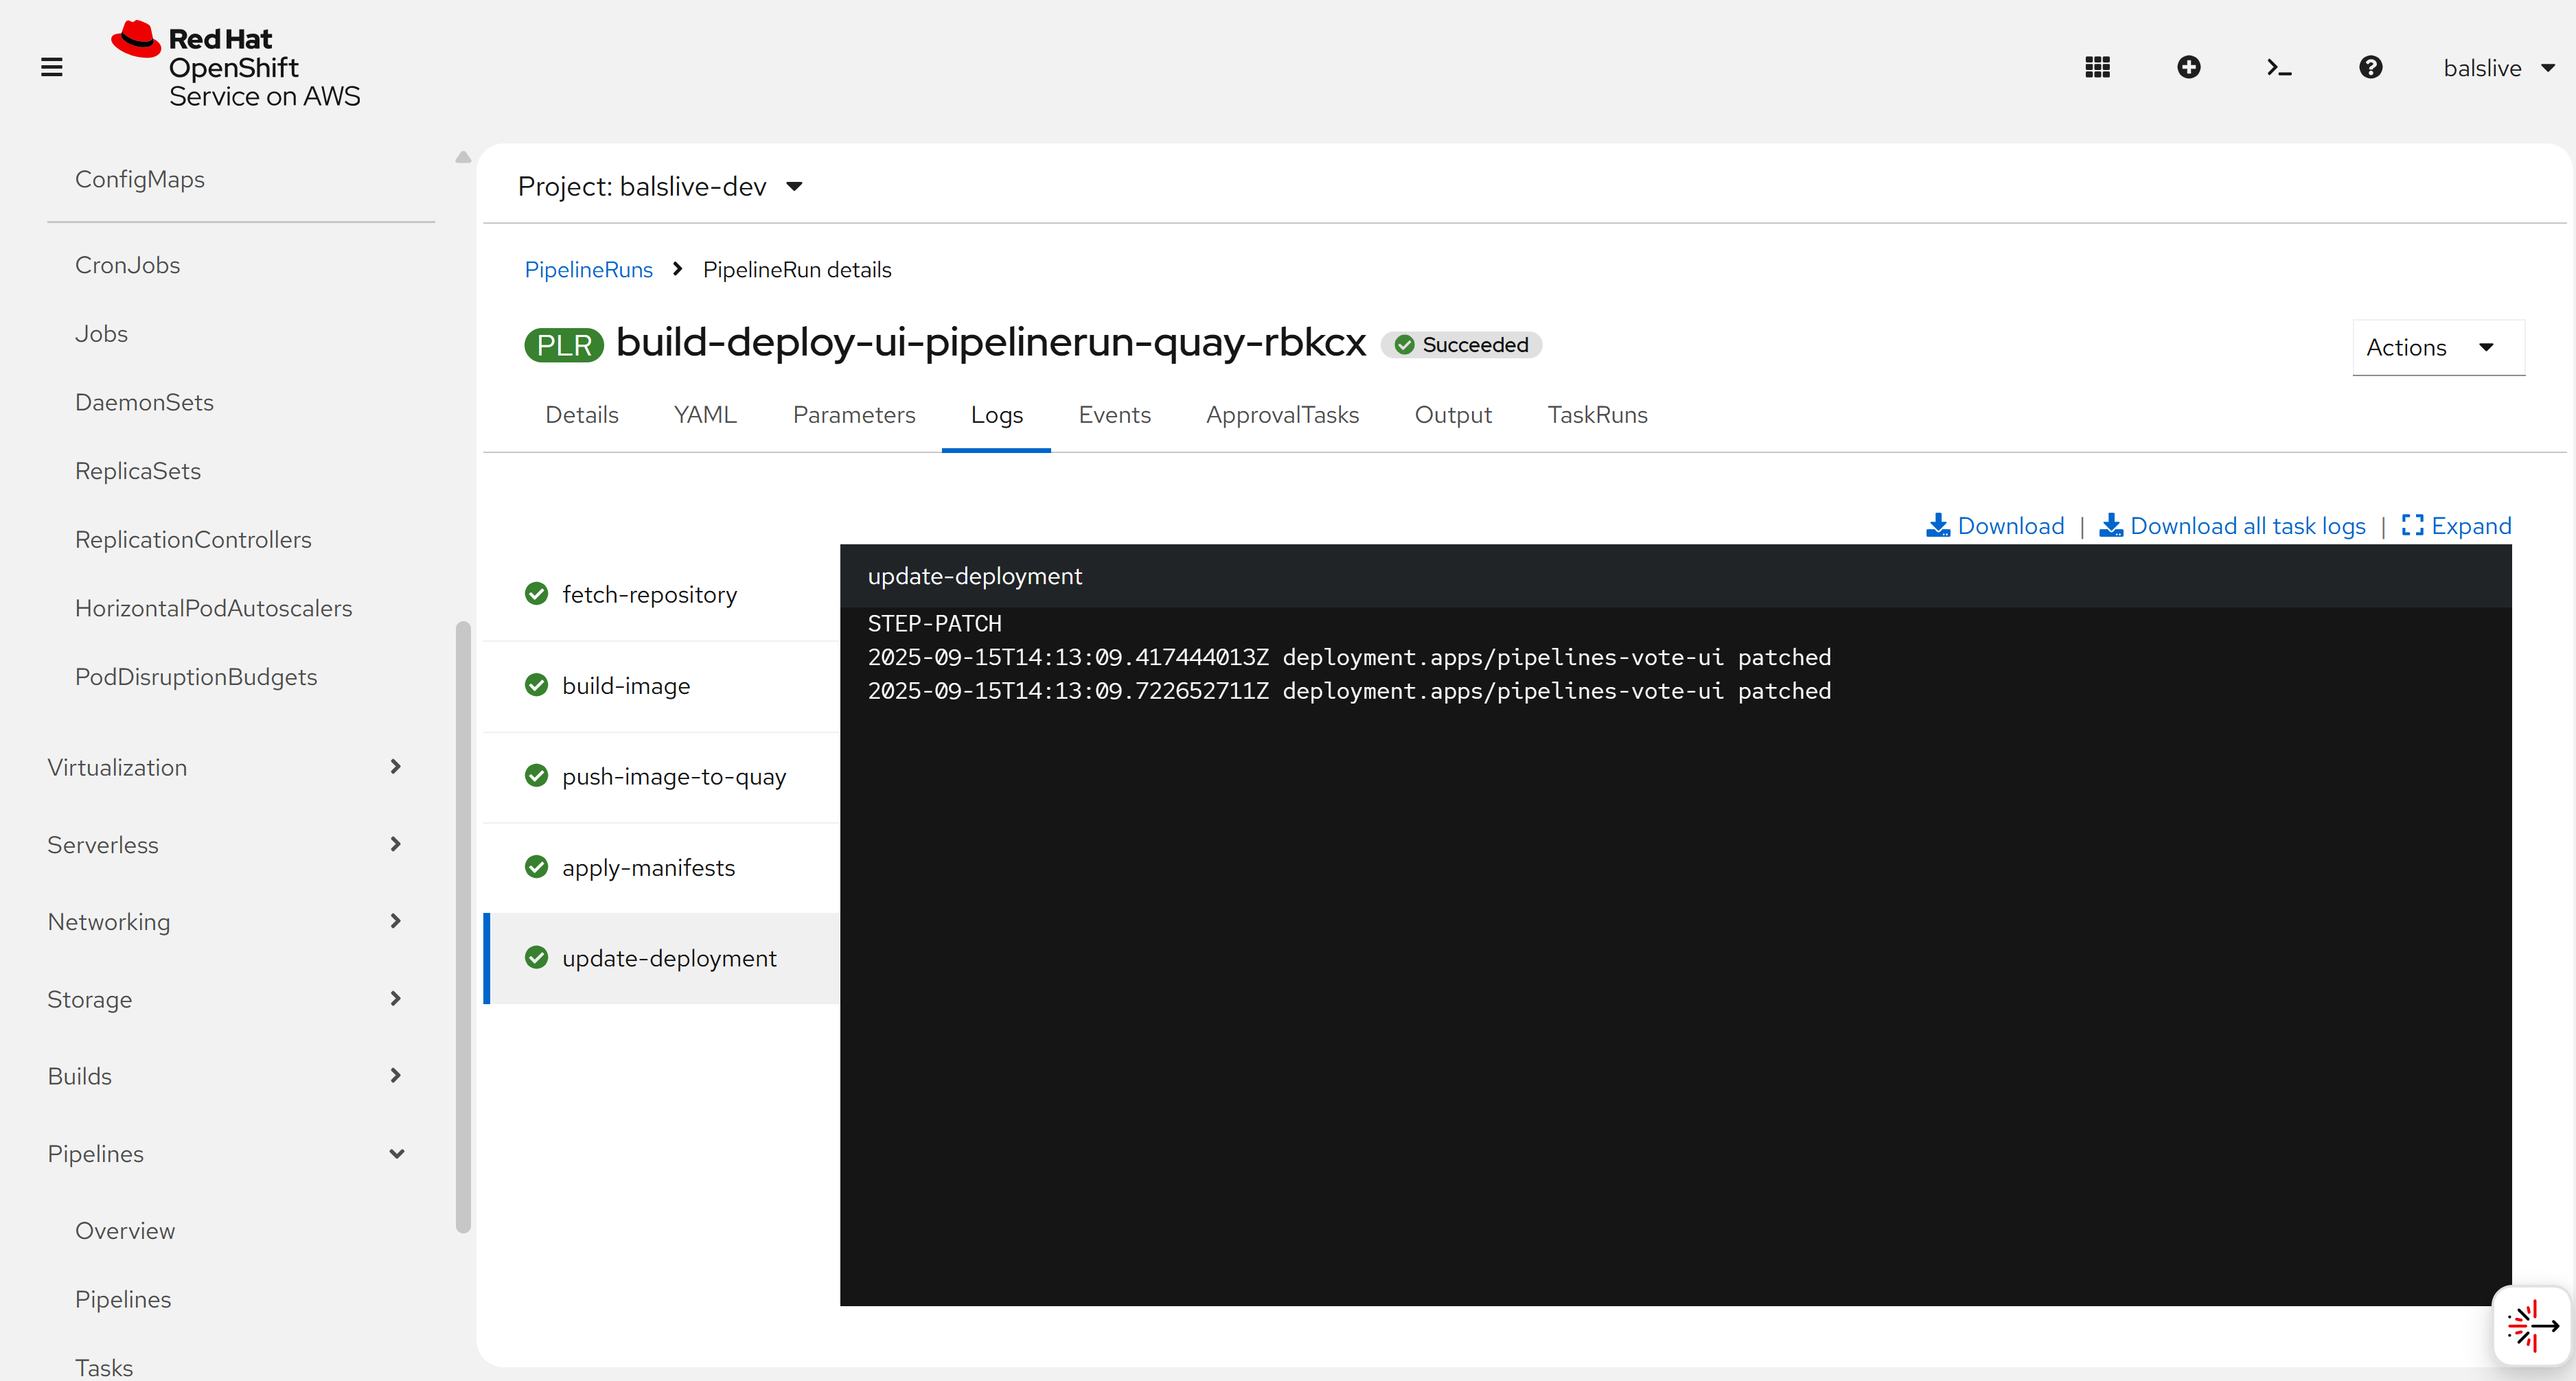 Red Hat
OpenShift
Service on AWS
balslive
ConfigMaps
CronJobs
Jobs
DaemonSets
ReplicaSets
ReplicationControllers
HorizontalPodAutoscalers
PodDisruptionBudgets
Virtualization
Serverless
Networking
Storage
Builds
Pipelines
Overview
Pipelines
Tasks
Project: balslive-dev
PipelineRuns PipelineRun details
PLR build-deploy-ui-pipelinerun-quay-rbkcx Succeeded
Actions
Details YAML Parameters Logs Events ApprovalTasks Output TaskRuns
Download | Download all task logs | Expand
fetch-repository
build-image
push-image-to-quay
apply-manifests
update-deployment
update-deployment
STEP-PATCH
2025-09-15T14:13:09.417444013Z deployment.apps/pipelines-vote-ui patched
2025-09-15T14:13:09.722652711Z deployment.apps/pipelines-vote-ui patched